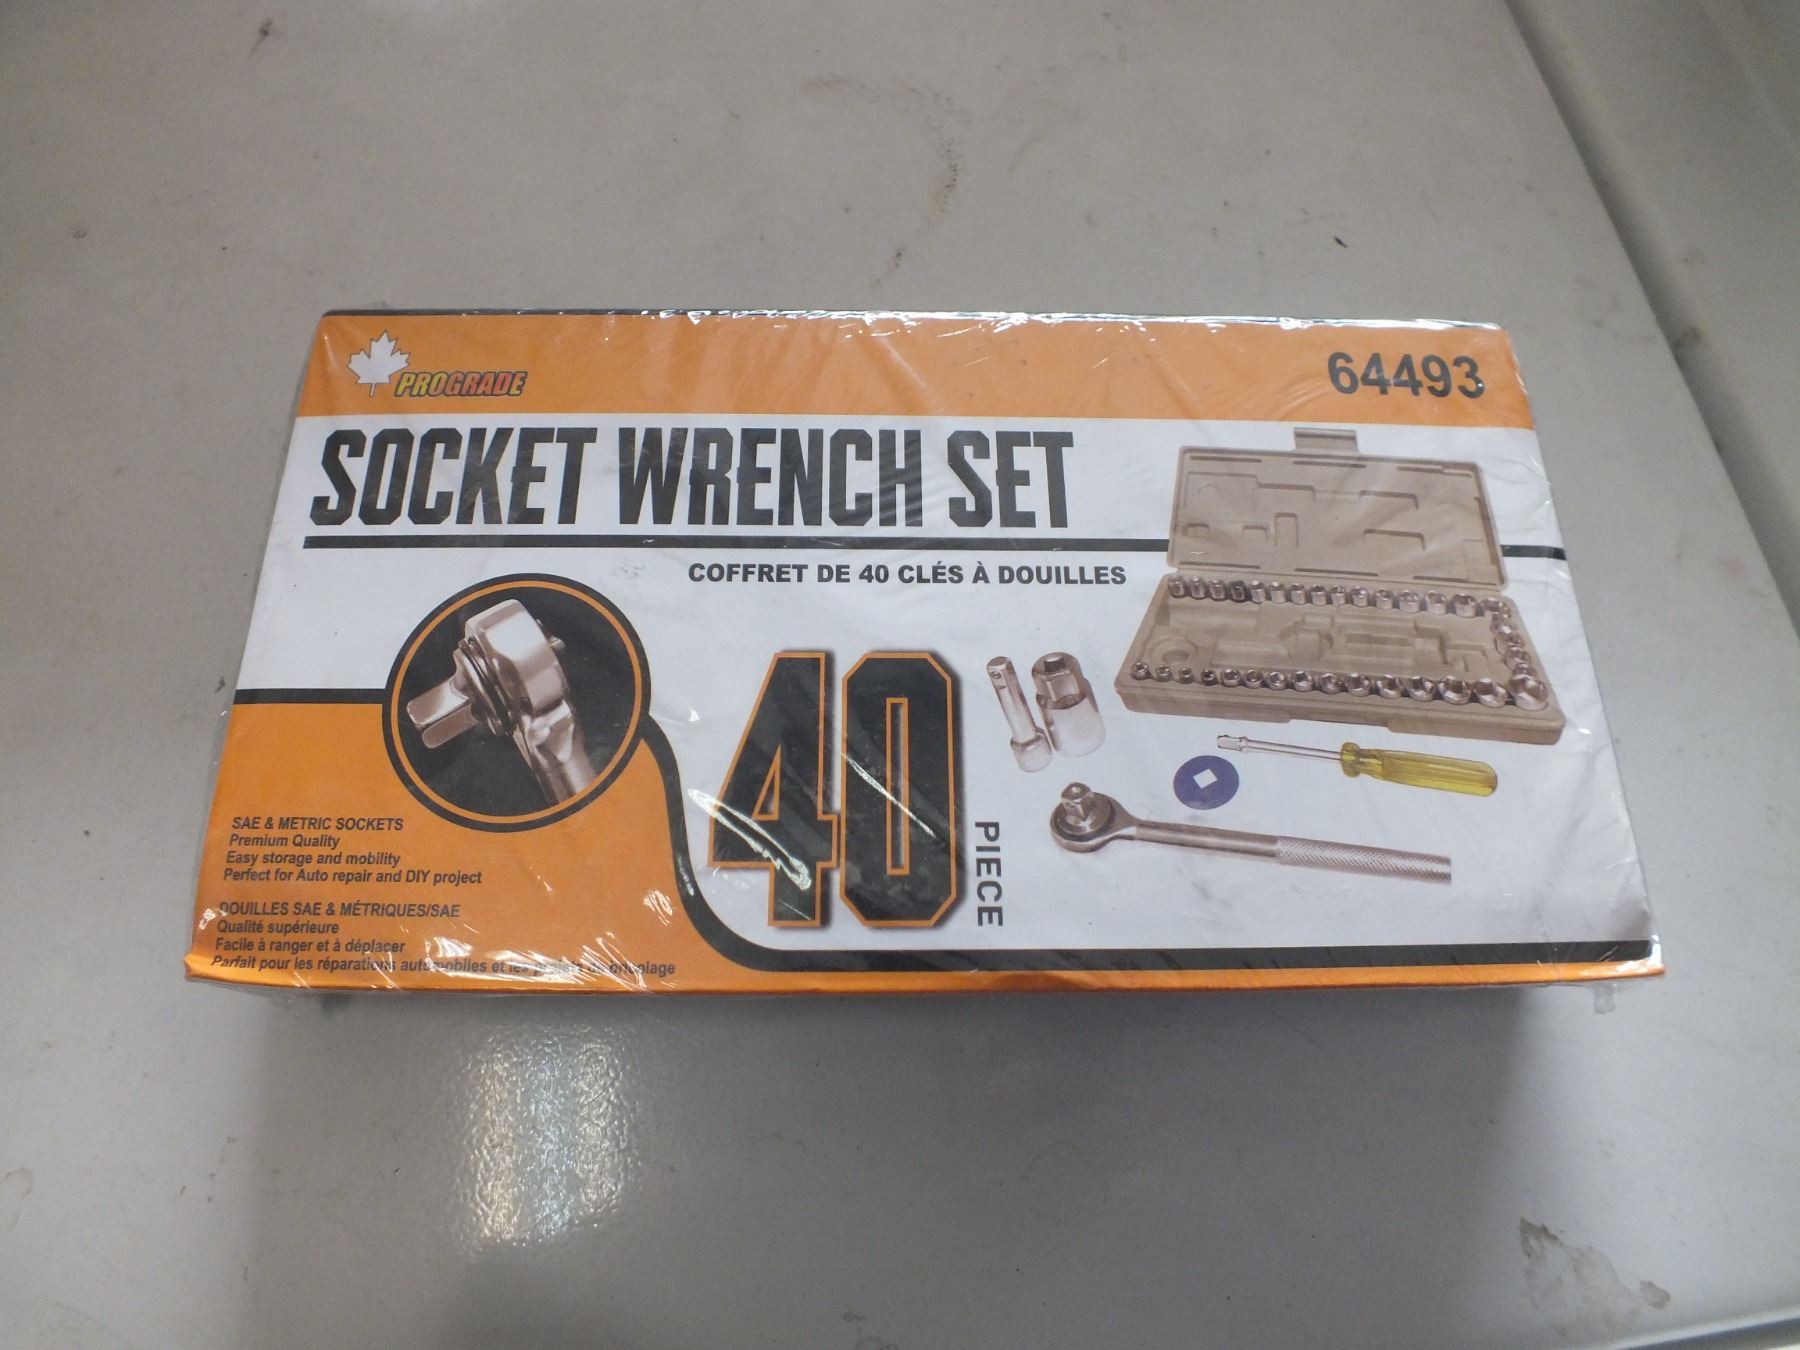 PROGRADE
64493
SOCKET WRENCH SET
COFFRET DE 40 CLÉS À DOUILLES
40
PIECE
SAE & METRIC SOCKETS
Premium Quality
Easy storage and mobility
Perfect for Auto repair and DIY project
DOUILLES SAE & MÉTRIQUES/SAE
Qualité supérieure
Facile à ranger et à déplacer
Parfait pour les réparations automobiles et les bricolage